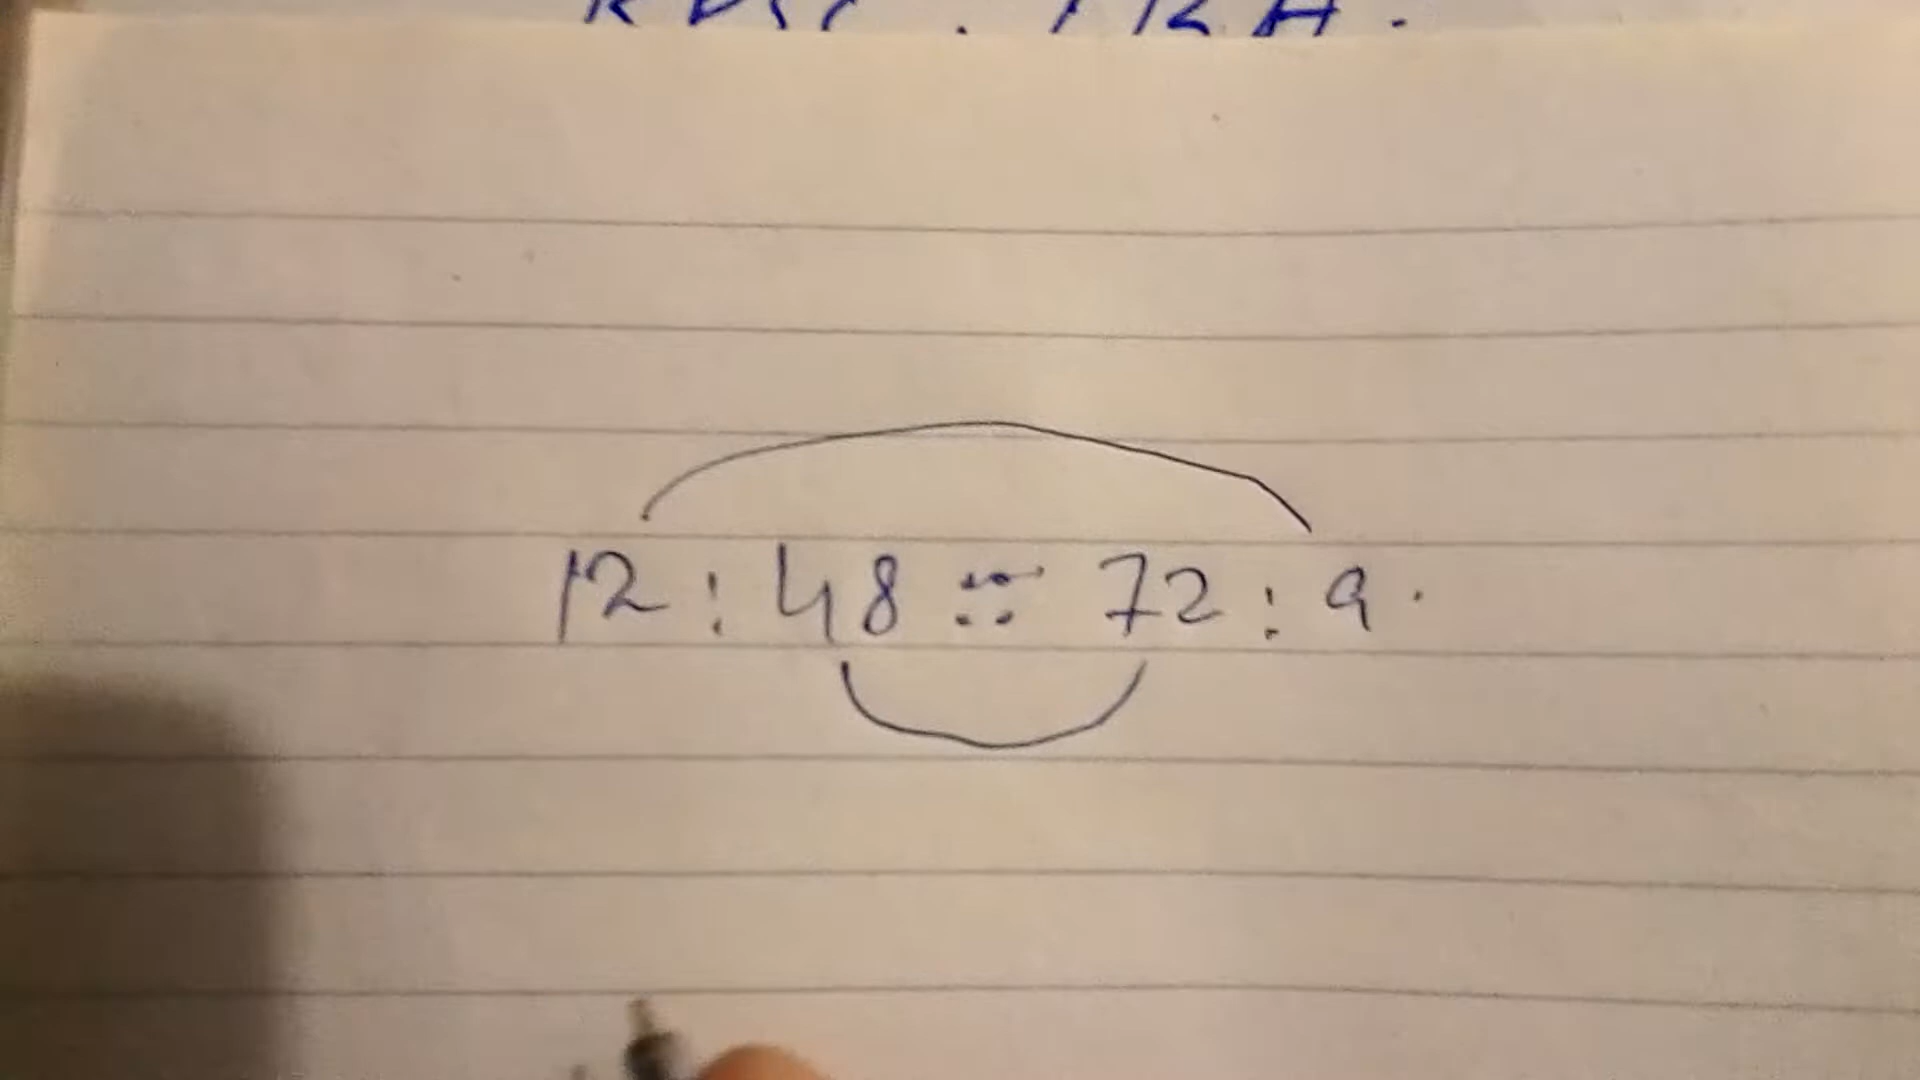 12 : 48 :: 72 : a .